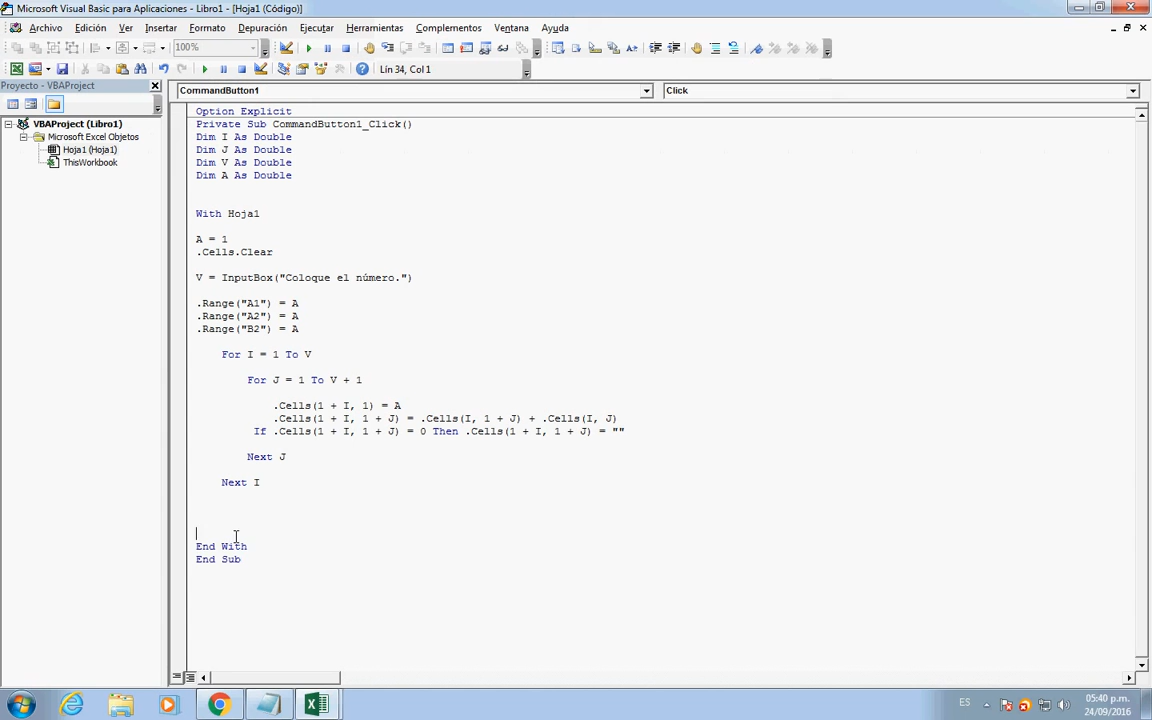 Microsoft Visual Basic para Aplicaciones - Libro1 - [Hoja1 (Código)]
Archivo Edición Ver Insertar Formato Depuración Ejecutar Herramientas Complementos Ventana Ayuda
100%
Lín 34, Col 1
Proyecto - VBAProject
CommandButton1 Click
VBAProject (Libro1)
Microsoft Excel Objetos
Hoja1 (Hoja1)
ThisWorkbook
Option Explicit
Private Sub CommandButton1_Click()
Dim I As Double
Dim J As Double
Dim V As Double
Dim A As Double
With Hoja1
A = 1
.Cells.Clear
V = InputBox("Coloque el número.")
.Range("A1") = A
.Range("A2") = A
.Range("B2") = A
For I = 1 To V
For J = 1 To V + 1
.Cells(1 + I, 1) = A
.Cells(1 + I, 1 + J) = .Cells(I, 1 + J) + .Cells(I, J)
If .Cells(1 + I, 1 + J) = 0 Then .Cells(1 + I, 1 + J) = ""
Next J
Next I
End With
End Sub
ES
05:40 p.m.
24/09/2016